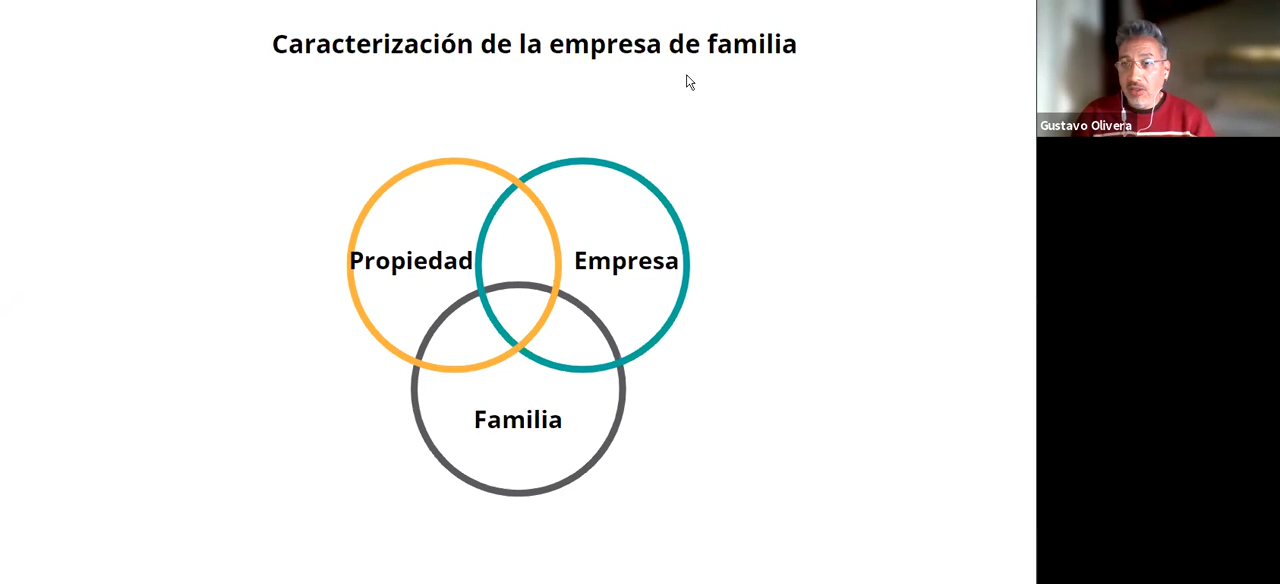 Caracterización de la empresa de familia
Gustavo Olivera
Propiedad
Empresa
Familia